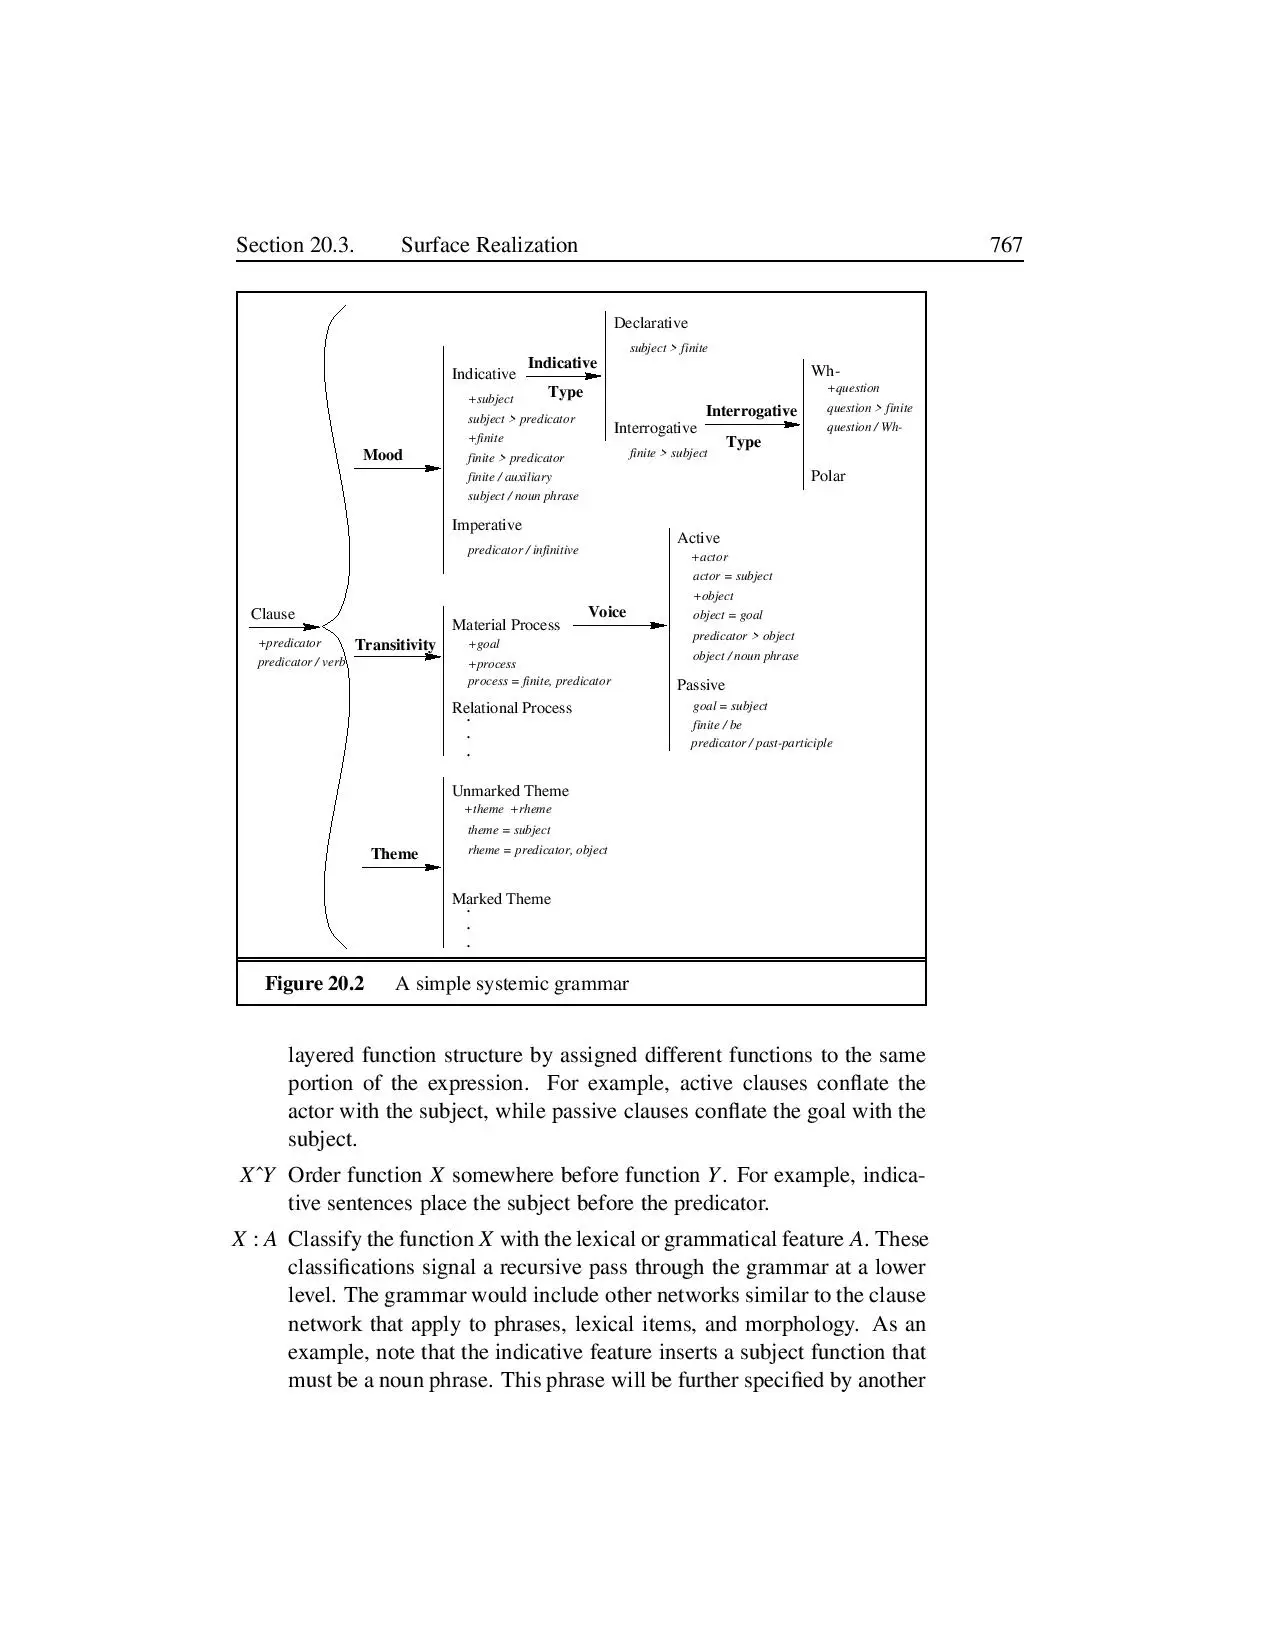 Section 20.3. Surface Realization 767
Declarative
subject > finite
Indicative
Indicative
Type
+subject
subject > predicator
+finite
finite > predicator
finite / auxiliary
subject / noun phrase
Interrogative
finite > subject
Interrogative
Type
Wh-
+question
question > finite
question / Wh-
Polar
Mood
Imperative
predicator / infinitive
Clause
+predicator
predicator / verb
Transitivity
Material Process
+goal
+process
process = finite, predicator
Relational Process
.
.
.
Voice
Active
+actor
actor = subject
+object
object = goal
predicator > object
object / noun phrase
Passive
goal = subject
finite / be
predicator / past-participle
Theme
Unmarked Theme
+theme +rheme
theme = subject
rheme = predicator, object
Marked Theme
.
.
.
Figure 20.2 A simple systemic grammar
layered function structure by assigned different functions to the same
portion of the expression. For example, active clauses conflate the
actor with the subject, while passive clauses conflate the goal with the
subject.
XˆY Order function X somewhere before function Y. For example, indica-
tive sentences place the subject before the predicator.
X : A Classify the function X with the lexical or grammatical feature A. These
classifications signal a recursive pass through the grammar at a lower
level. The grammar would include other networks similar to the clause
network that apply to phrases, lexical items, and morphology. As an
example, note that the indicative feature inserts a subject function that
must be a noun phrase. This phrase will be further specified by another